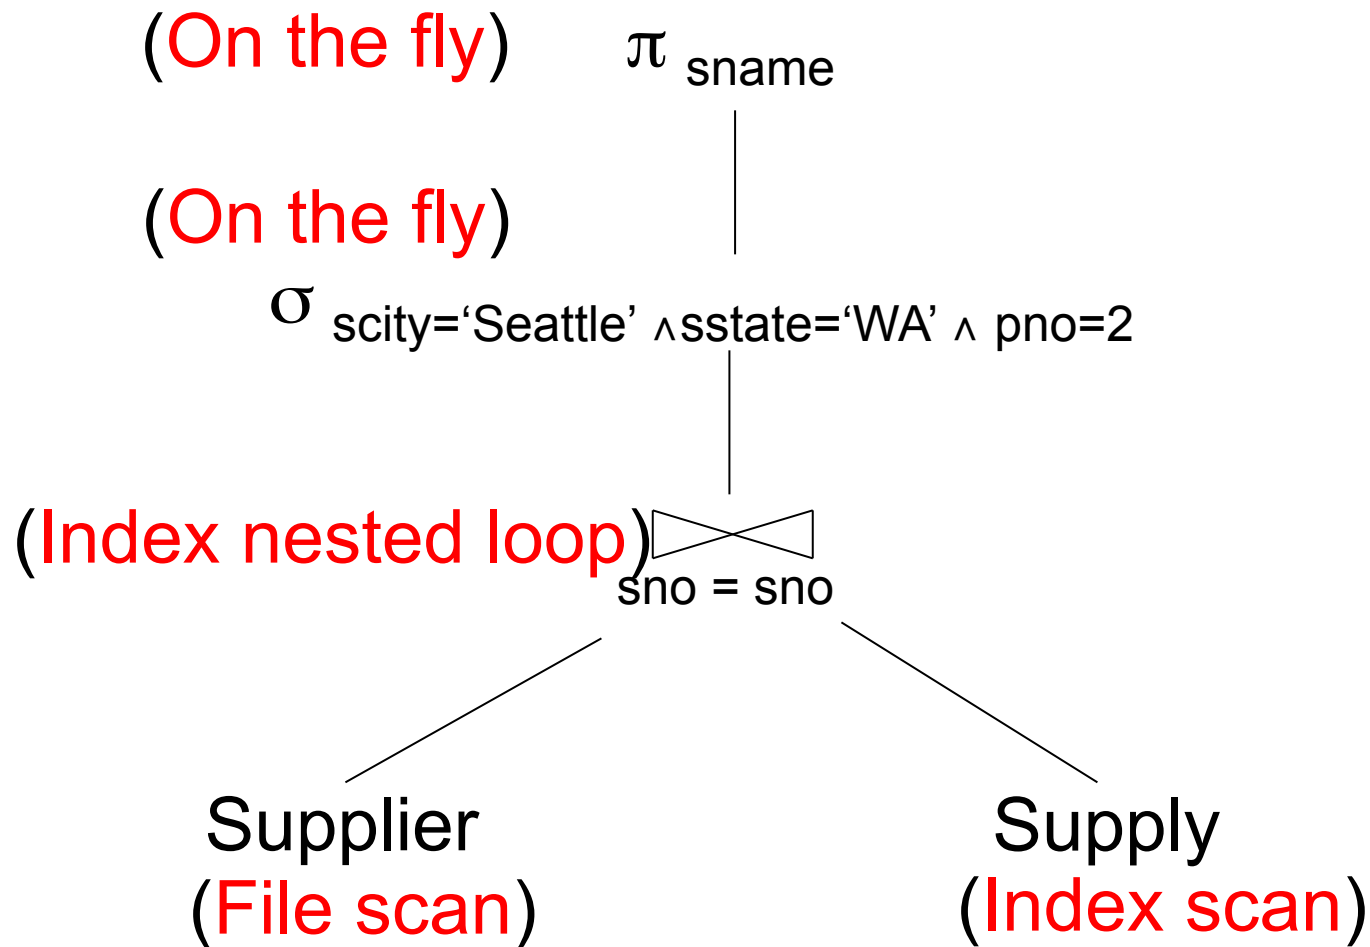 (On the fly) π sname
(On the fly)
σ scity=‘Seattle’ ∧sstate=‘WA’ ∧ pno=2
(Index nested loop)
sno = sno
Supplier Supply
(File scan) (Index scan)